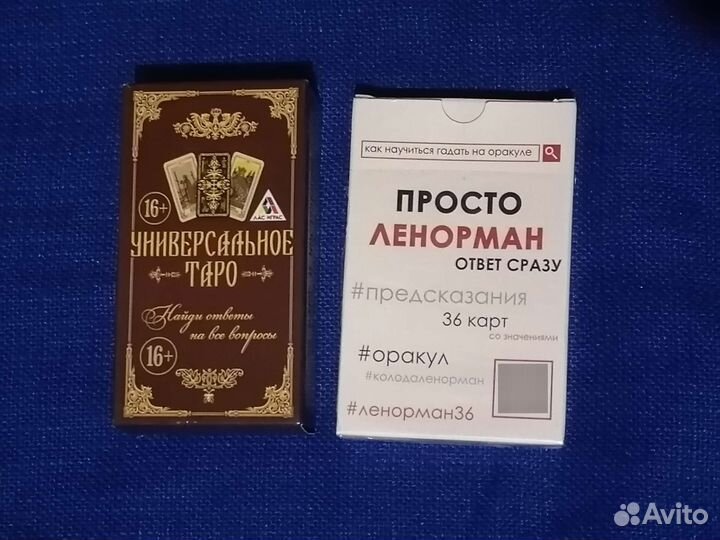 16+
ЛАС ИГРАС
УНИВЕРСАЛЬНОЕ
ТАРО
Найди ответы
на все вопросы
16+
как научиться гадать на оракуле
ПРОСТО
ЛЕНОРМАН
ОТВЕТ СРАЗУ
#предсказания
36 карт
со значениями
#оракул
#колодаленорман
#ленорман36
Avito